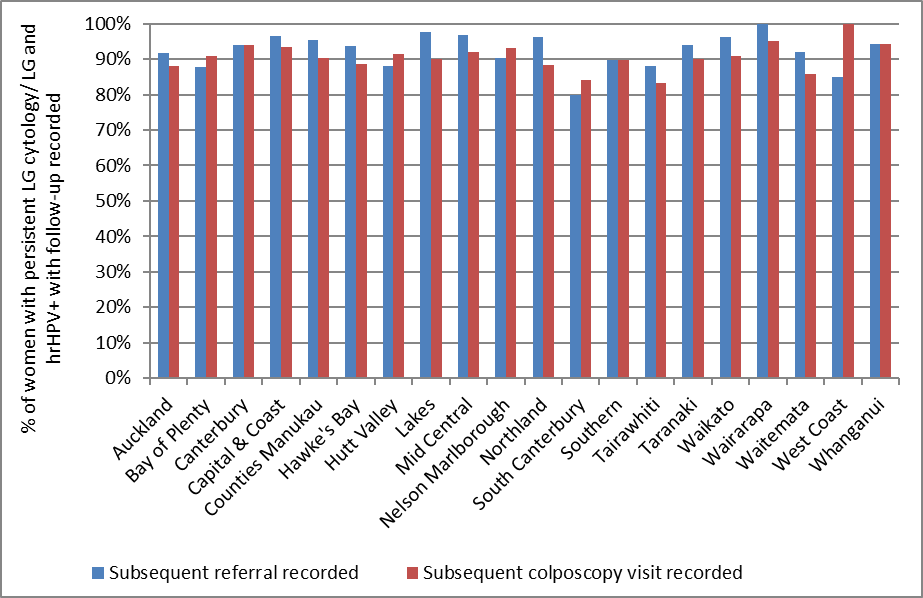 % of women with persistent LG cytology/ LG and
hrHPV+ with follow-up recorded
100%
90%
80%
70%
60%
50%
40%
30%
20%
10%
0%
Auckland
Bay of Plenty
Canterbury
Capital & Coast
Counties Manukau
Hawke's Bay
Hutt Valley
Lakes
Mid Central
Nelson Marlborough
Northland
South Canterbury
Southern
Tairawhiti
Taranaki
Waikato
Wairarapa
Waitemata
West Coast
Whanganui
Subsequent referral recorded
Subsequent colposcopy visit recorded